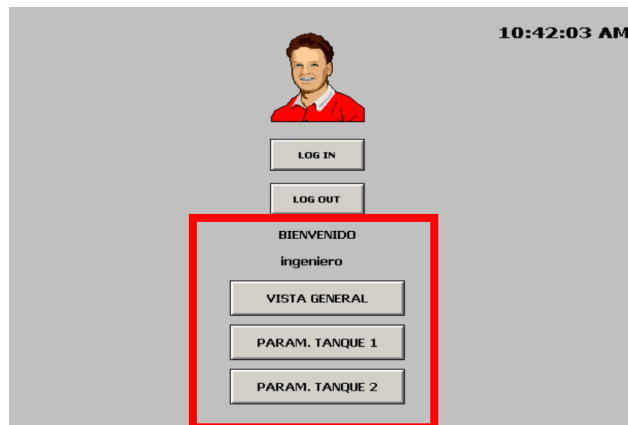 10:42:03 AM
LOG IN
LOG OUT
BIENVENIDO
ingeniero
VISTA GENERAL
PARAM. TANQUE 1
PARAM. TANQUE 2